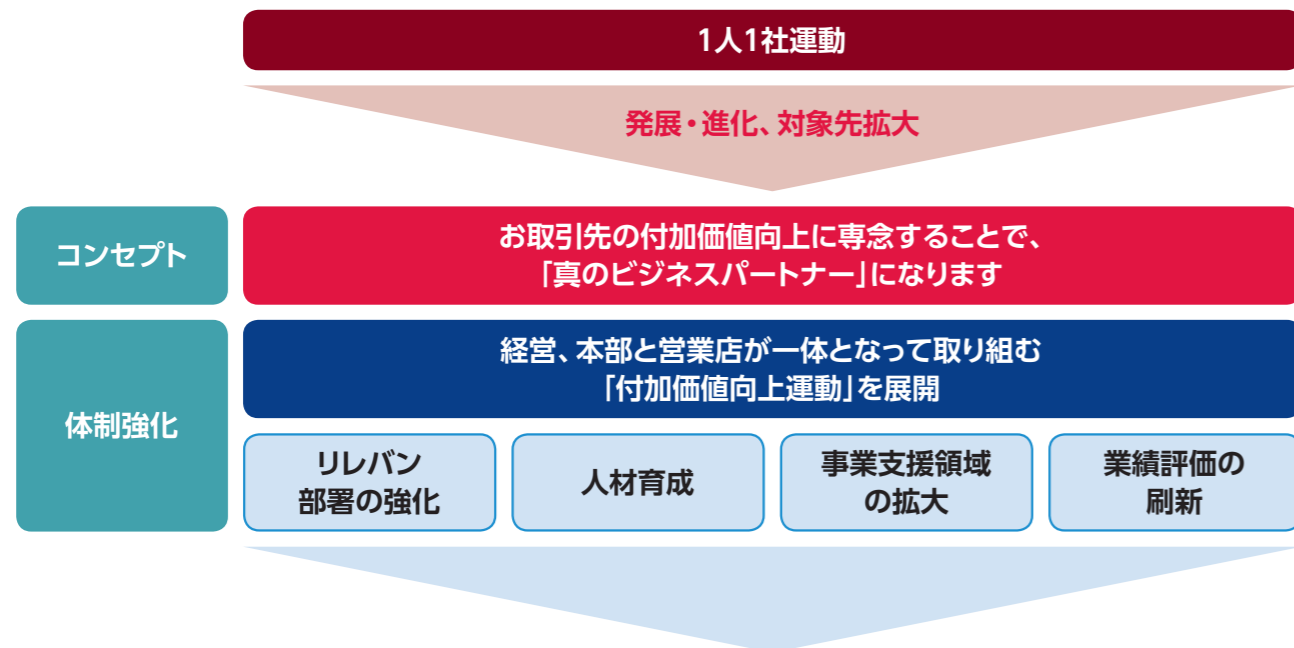 1人1社運動
発展・進化、対象先拡大
コンセプト
お取引先の付加価値向上に専念することで、
「真のビジネスパートナー」になります
体制強化
経営、本部と営業店が一体となって取り組む
「付加価値向上運動」を展開
リレバン
部署の強化
人材育成
事業支援領域
の拡大
業績評価の
刷新